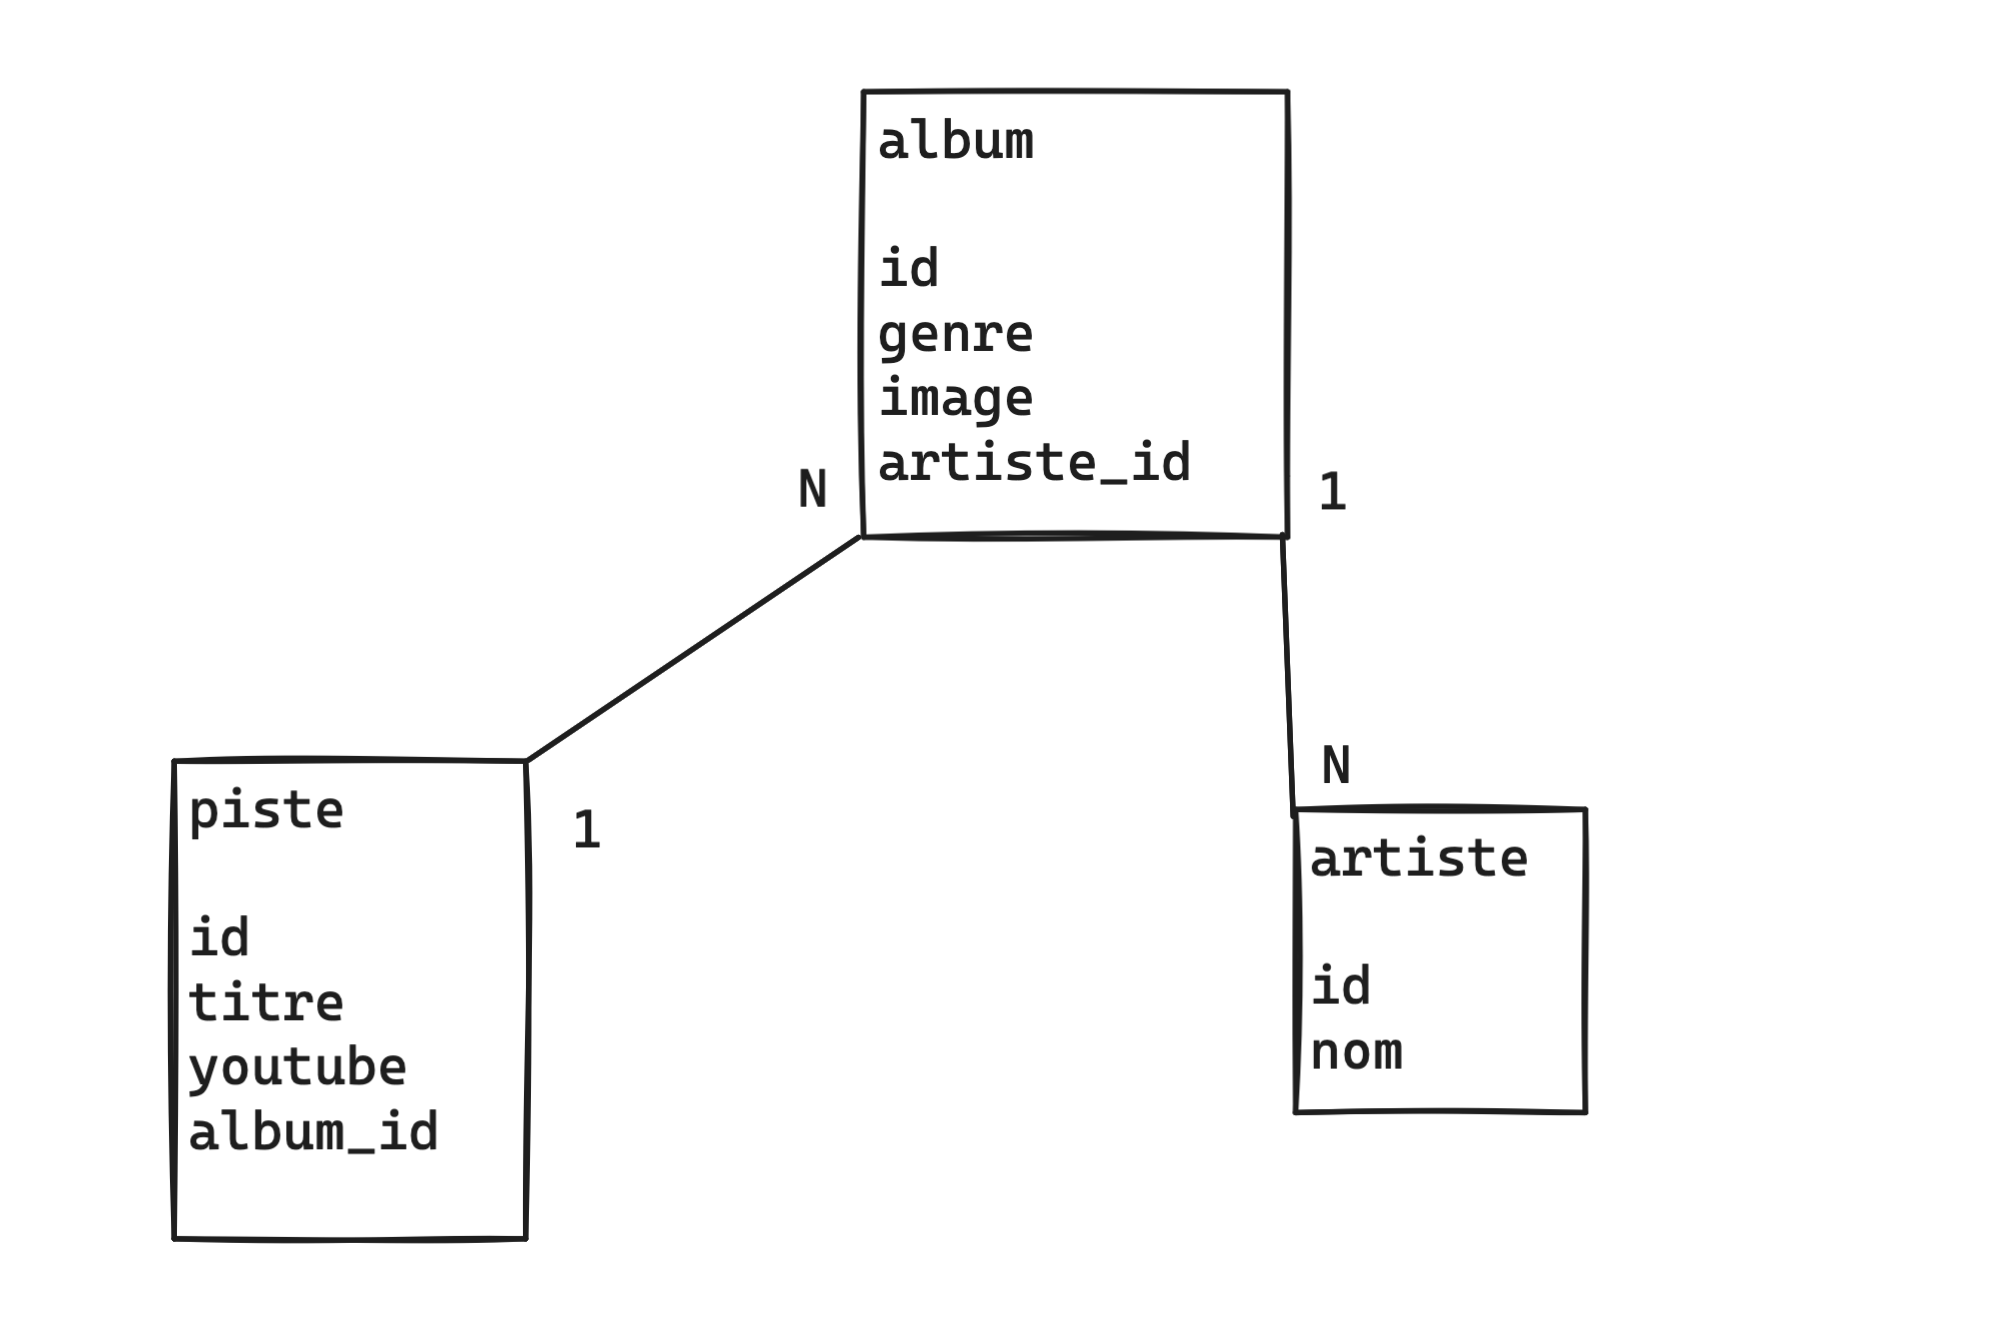 album
id
genre
image
artiste_id
N
1
piste
id
titre
youtube
album_id
1
N
artiste
id
nom